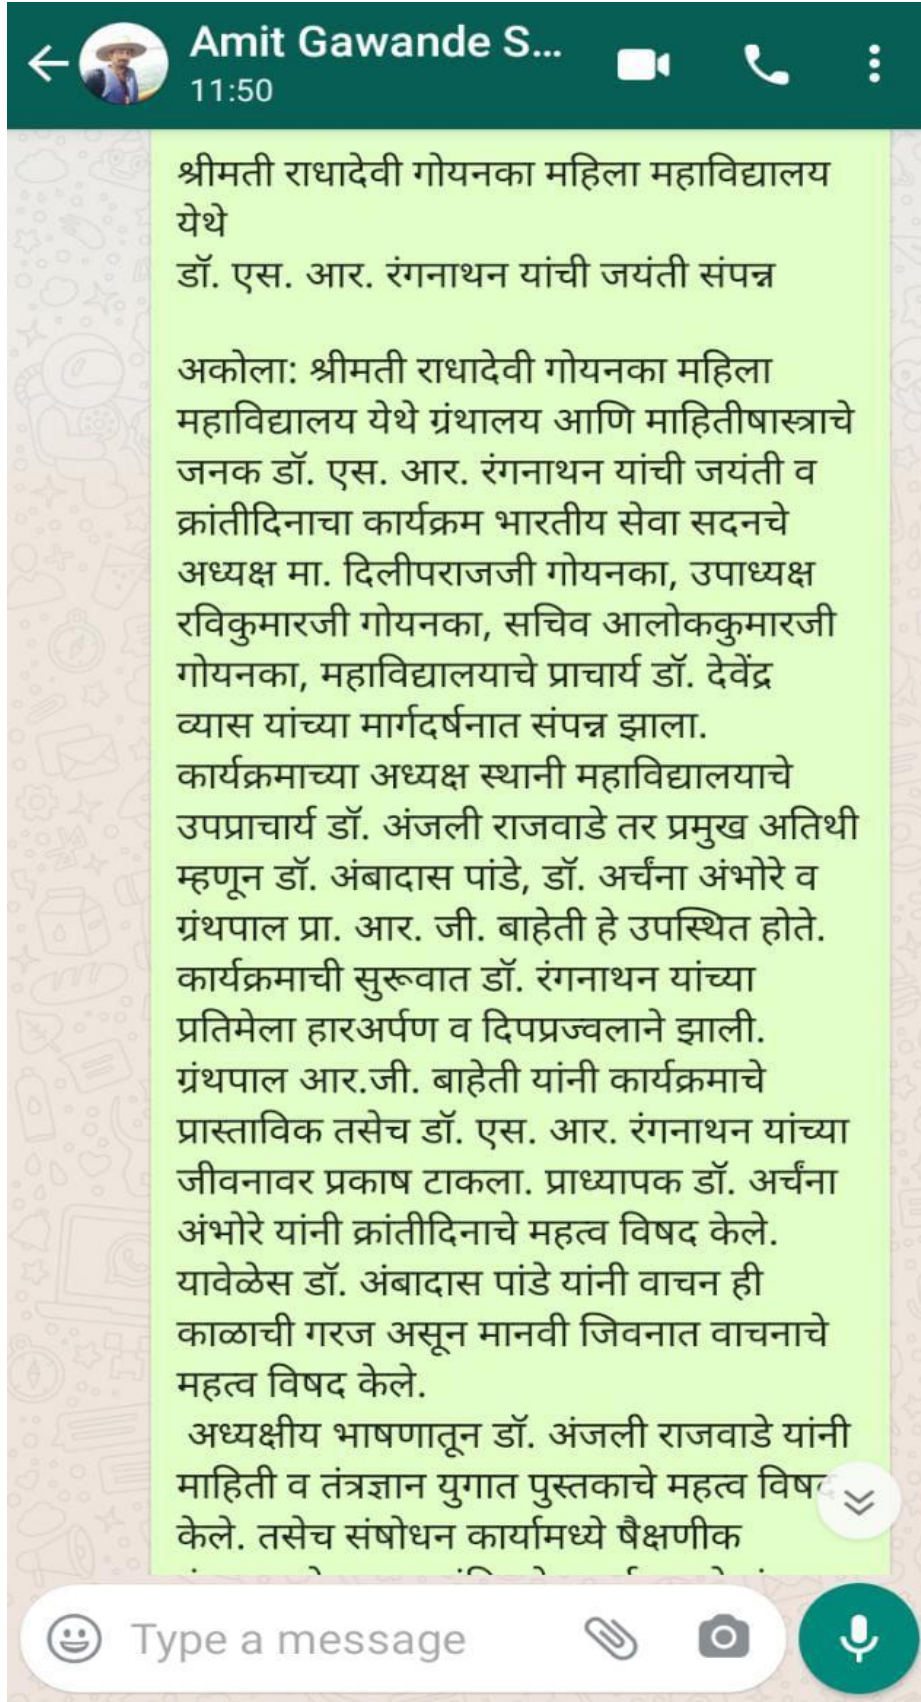 Amit Gawande S...
11:50
श्रीमती राधादेवी गोयनका महिला महाविद्यालय
येथे
डॉ. एस. आर. रंगनाथन यांची जयंती संपन्न
अकोला: श्रीमती राधादेवी गोयनका महिला
महाविद्यालय येथे ग्रंथालय आणि माहितीषास्त्राचे
जनक डॉ. एस. आर. रंगनाथन यांची जयंती व
क्रांतीदिनाचा कार्यक्रम भारतीय सेवा सदनचे
अध्यक्ष मा. दिलीपराजजी गोयनका, उपाध्यक्ष
रविकुमारजी गोयनका, सचिव आलोककुमारजी
गोयनका, महाविद्यालयाचे प्राचार्य डॉ. देवेंद्र
व्यास यांच्या मार्गदर्षनात संपन्न झाला.
कार्यक्रमाच्या अध्यक्ष स्थानी महाविद्यालयाचे
उपप्राचार्य डॉ. अंजली राजवाडे तर प्रमुख अतिथी
म्हणून डॉ. अंबादास पांडे, डॉ. अर्चंना अंभोरे व
ग्रंथपाल प्रा. आर. जी. बाहेती हे उपस्थित होते.
कार्यक्रमाची सुरूवात डॉ. रंगनाथन यांच्या
प्रतिमेला हारअर्पण व दिपप्रज्वलाने झाली.
ग्रंथपाल आर.जी. बाहेती यांनी कार्यक्रमाचे
प्रास्ताविक तसेच डॉ. एस. आर. रंगनाथन यांच्या
जीवनावर प्रकाष टाकला. प्राध्यापक डॉ. अर्चंना
अंभोरे यांनी क्रांतीदिनाचे महत्व विषद केले.
यावेळेस डॉ. अंबादास पांडे यांनी वाचन ही
काळाची गरज असून मानवी जिवनात वाचनाचे
महत्व विषद केले.
अध्यक्षीय भाषणातून डॉ. अंजली राजवाडे यांनी
माहिती व तंत्रज्ञान युगात पुस्तकाचे महत्व विषद
केले. तसेच संषोधन कार्यामध्ये षैक्षणीक
Type a message